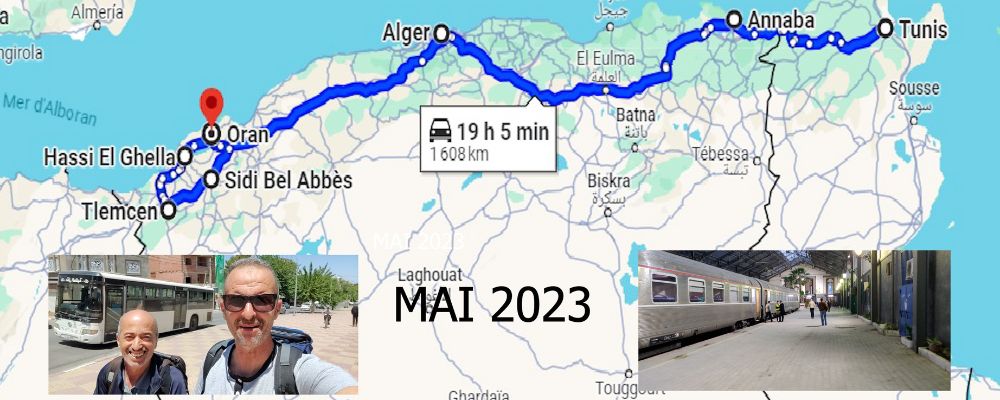 Almería
a
ngirola
Mer d'Alboran
Alger
جيجل
El Eulma
العلمة
Annaba
Tunis
Sousse
سوسة
Batna
باتنة
Tébessa
تبسة
Biskra
بسكرة
19 h 5 min
1 608 km
Oran
Hassi El Ghella
Sidi Bel Abbès
Tlemcen
MAI 2023
Laghouat
MAI 2023
Ghardaïa
Touggourt